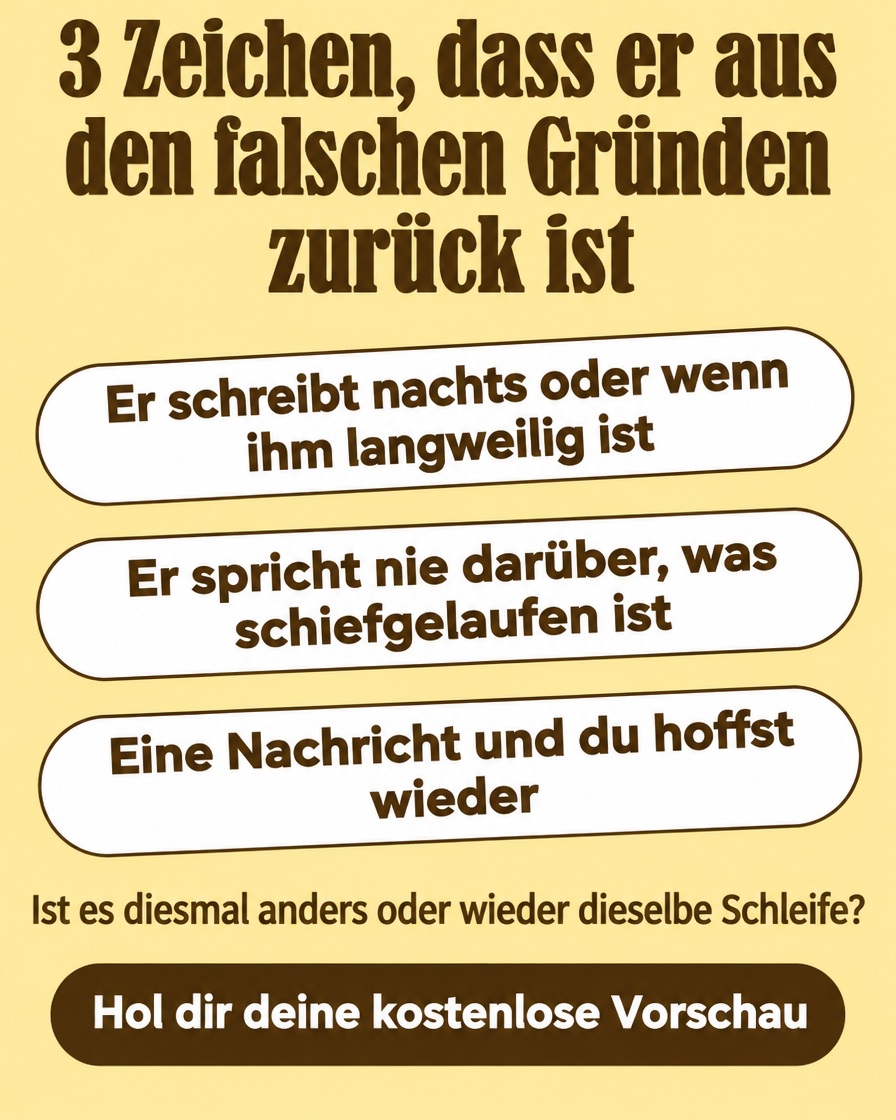 3 Zeichen, dass er aus
den falschen Gründen
zurück ist
Er schreibt nachts oder wenn
ihm langweilig ist
Er spricht nie darüber, was
schiefgelaufen ist
Eine Nachricht und du hoffst
wieder
Ist es diesmal anders oder wieder dieselbe Schleife?
Hol dir deine kostenlose Vorschau